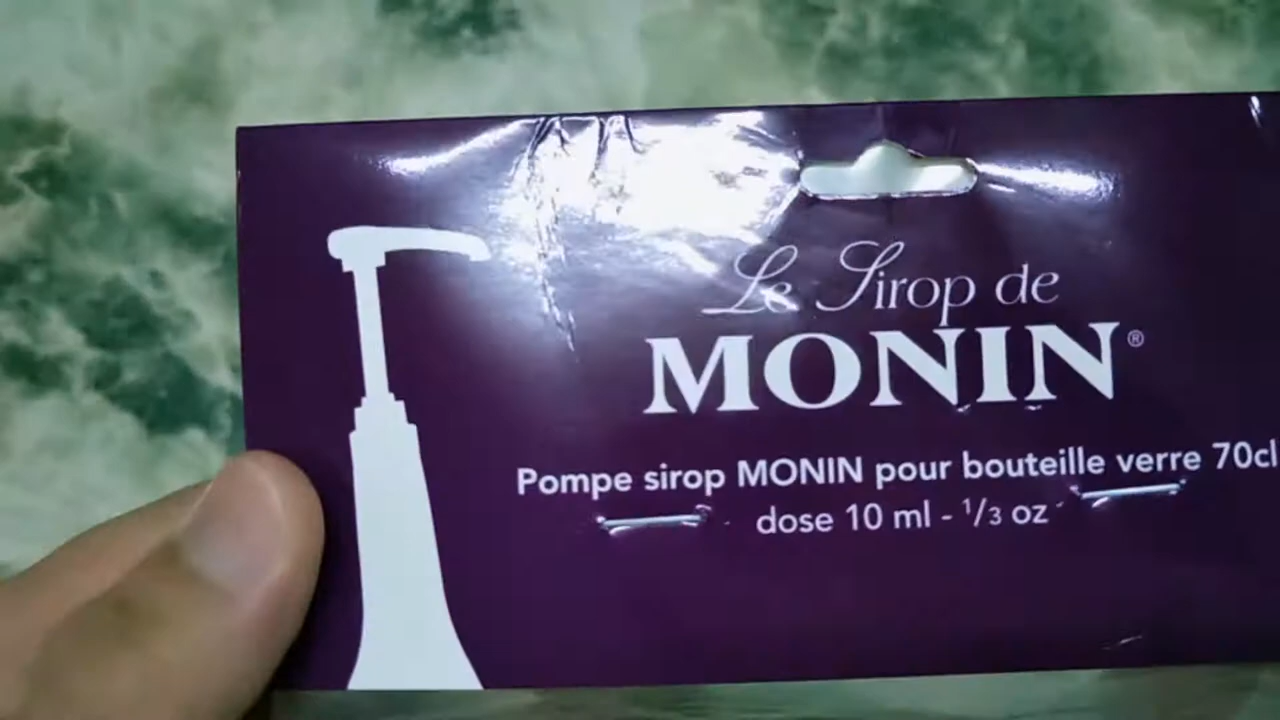 Le Sirop de
MONIN®
Pompe sirop MONIN pour bouteille verre 70cl
dose 10 ml - 1/3 oz